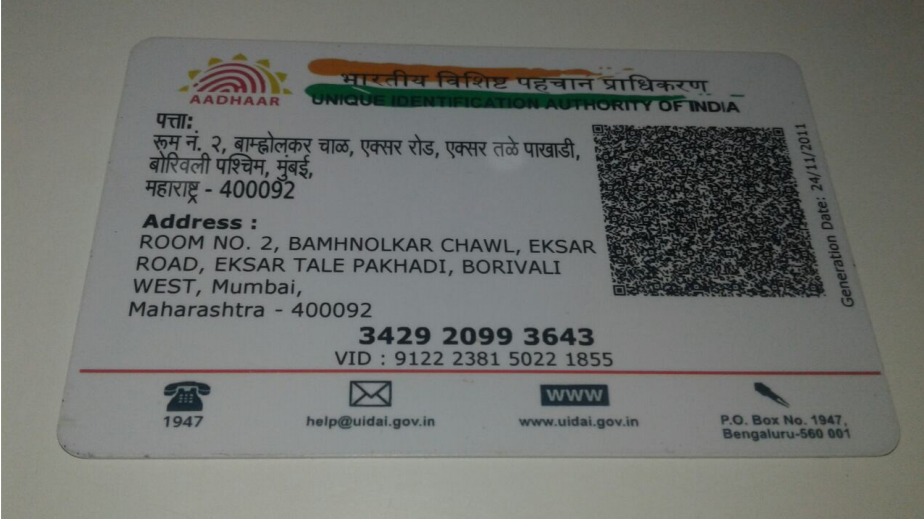 AADHAAR
भारतीय विशिष्ट पहचान प्राधिकरण
UNIQUE IDENTIFICATION AUTHORITY OF INDIA
पत्ता:
रूम नं. २, बाम्ह्नोलकर चाळ, एक्सर रोड, एक्सर तळे पाखाडी,
बोरिवली पश्चिम, मुंबई,
महाराष्ट्र - 400092
Address :
ROOM NO. 2, BAMHNOLKAR CHAWL, EKSAR
ROAD, EKSAR TALE PAKHADI, BORIVALI
WEST, Mumbai,
Maharashtra - 400092
Generation Date: 24/11/2011
3429 2099 3643
VID : 9122 2381 5022 1855
1947
help@uidai.gov.in
WWW
www.uidai.gov.in
P.O. Box No. 1947,
Bengaluru-560 001